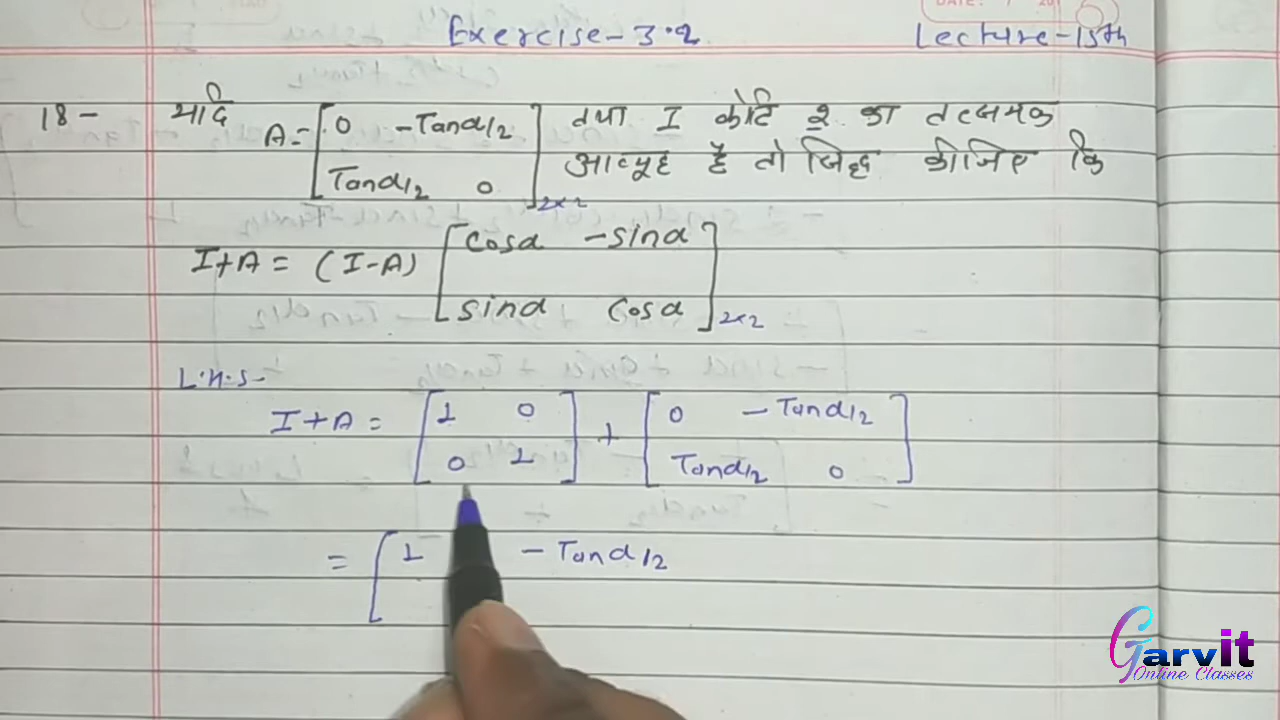 Exercise-3.2 Lecture-15th
18- यदि A= [0 -Tanα/2 तथा I कोटि २ का तत्समक
Tanα/2 0]2×2 आव्यूह है तो सिद्ध कीजिए कि
I+A = (I-A) [cosα -sinα
sinα cosα]2×2
L.H.S-
I+A = [1 0 + [0 -Tanα/2
0 1] Tanα/2 0]
= [1 -Tanα/2
Garvit
Online Classes